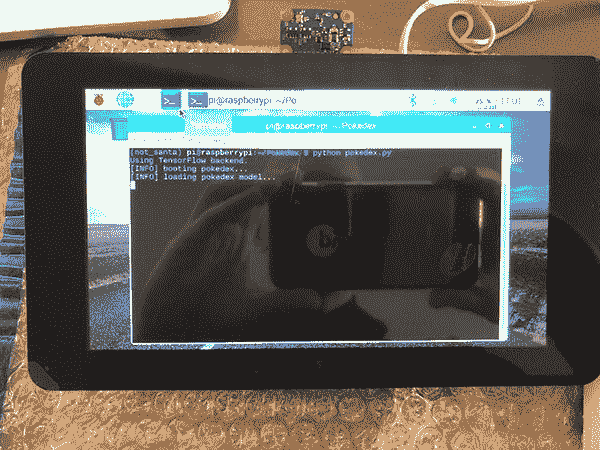 pi@raspberrypi ~/Po
pi@raspberrypi: ~/Pokedex
(not_santa) pi@raspberrypi:~/Pokedex $ python pokedex.py
Using TensorFlow backend.
[INFO] booting pokedex...
[INFO] loading pokedex model...